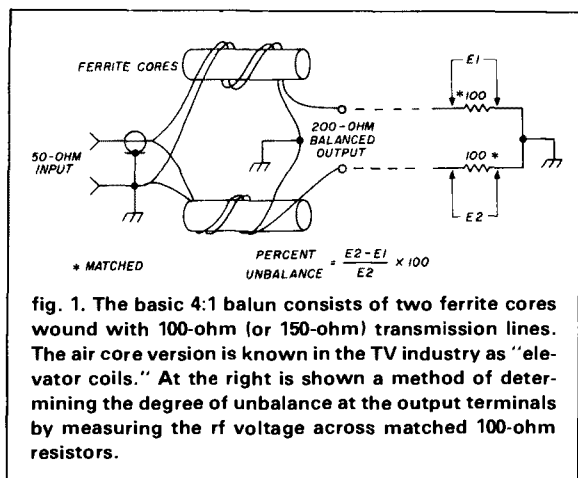 FERRITE CORES
E1
*100
50-OHM
INPUT
200-OHM
BALANCED
OUTPUT
100*
E2
* MATCHED
PERCENT
UNBALANCE = E2-E1 / E2 × 100
fig. 1. The basic 4:1 balun consists of two ferrite cores
wound with 100-ohm (or 150-ohm) transmission lines.
The air core version is known in the TV industry as "ele-
vator coils." At the right is shown a method of deter-
mining the degree of unbalance at the output terminals
by measuring the rf voltage across matched 100-ohm
resistors.